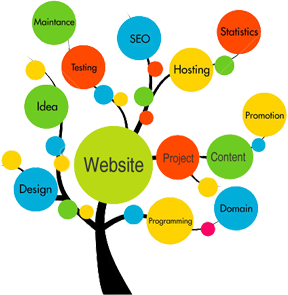 Maintance
SEO
Statistics
Testing
Hosting
Idea
Promotion
Website
Project
Content
Design
Domain
Programming